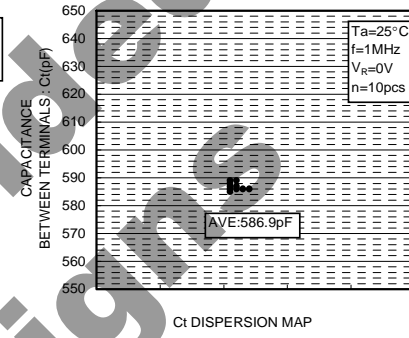 650
640
630
620
610
600
590
580
570
560
550
CAPACITANCE
BETWEEN TERMINALS : Ct(pF)
Ta=25°C
f=1MHz
VR=0V
n=10pcs
AVE:586.9pF
Ct DISPERSION MAP